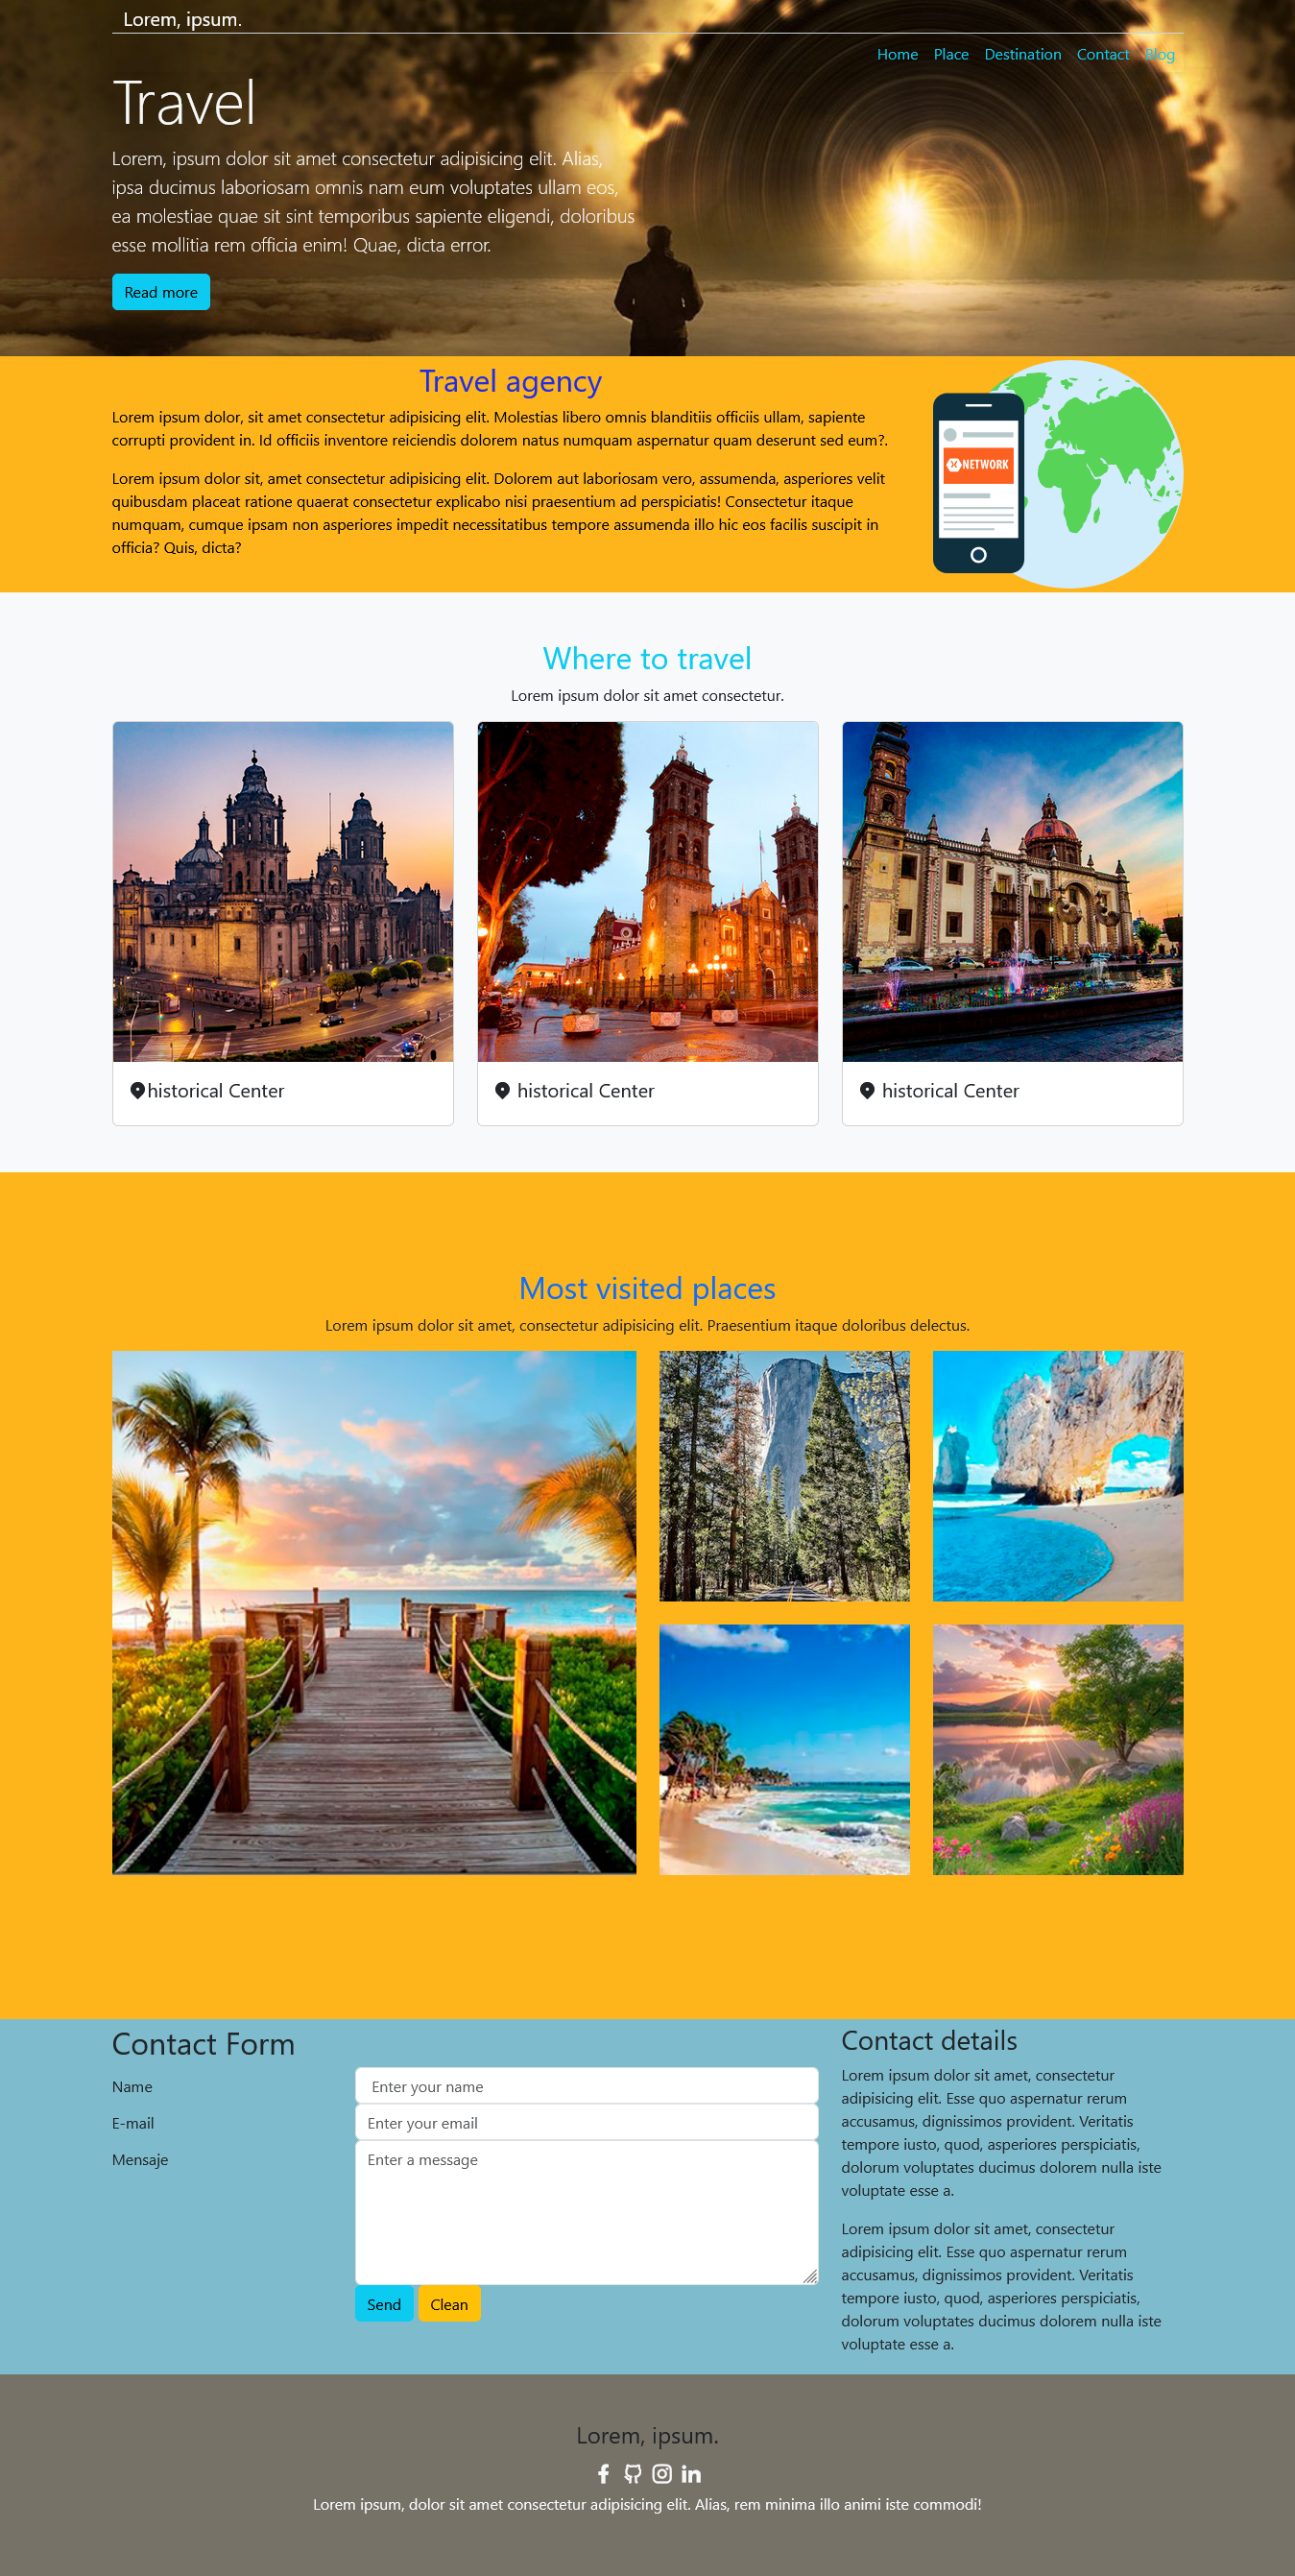 Lorem, ipsum.
Home Place Destination Contact Blog
Travel
Lorem, ipsum dolor sit amet consectetur adipisicing elit. Alias,
ipsa ducimus laboriosam omnis nam eum voluptates ullam eos,
ea molestiae quae sit sint temporibus sapiente eligendi, doloribus
esse mollitia rem officia enim! Quae, dicta error.
Read more
Travel agency
Lorem ipsum dolor, sit amet consectetur adipisicing elit. Molestias libero omnis blanditiis officiis ullam, sapiente
corrupti provident in. Id officiis inventore reiciendis dolorem natus numquam aspernatur quam deserunt sed eum?.
Lorem ipsum dolor sit, amet consectetur adipisicing elit. Dolorem aut laboriosam vero, assumenda, asperiores velit
quibusdam placeat ratione quaerat consectetur explicabo nisi praesentium ad perspiciatis! Consectetur itaque
numquam, cumque ipsam non asperiores impedit necessitatibus tempore assumenda illo hic eos facilis suscipit in
officia? Quis, dicta?
NETWORK
Where to travel
Lorem ipsum dolor sit amet consectetur.
historical Center
historical Center
historical Center
Most visited places
Lorem ipsum dolor sit amet, consectetur adipisicing elit. Praesentium itaque doloribus delectus.
Contact Form
Name
Enter your name
E-mail
Enter your email
Mensaje
Enter a message
Send
Clean
Contact details
Lorem ipsum dolor sit amet, consectetur
adipisicing elit. Esse quo aspernatur rerum
accusamus, dignissimos provident. Veritatis
tempore iusto, quod, asperiores perspiciatis,
dolorum voluptates ducimus dolorem nulla iste
voluptate esse a.
Lorem ipsum dolor sit amet, consectetur
adipisicing elit. Esse quo aspernatur rerum
accusamus, dignissimos provident. Veritatis
tempore iusto, quod, asperiores perspiciatis,
dolorum voluptates ducimus dolorem nulla iste
voluptate esse a.
Lorem, ipsum.
Lorem ipsum, dolor sit amet consectetur adipisicing elit. Alias, rem minima illo animi iste commodi!